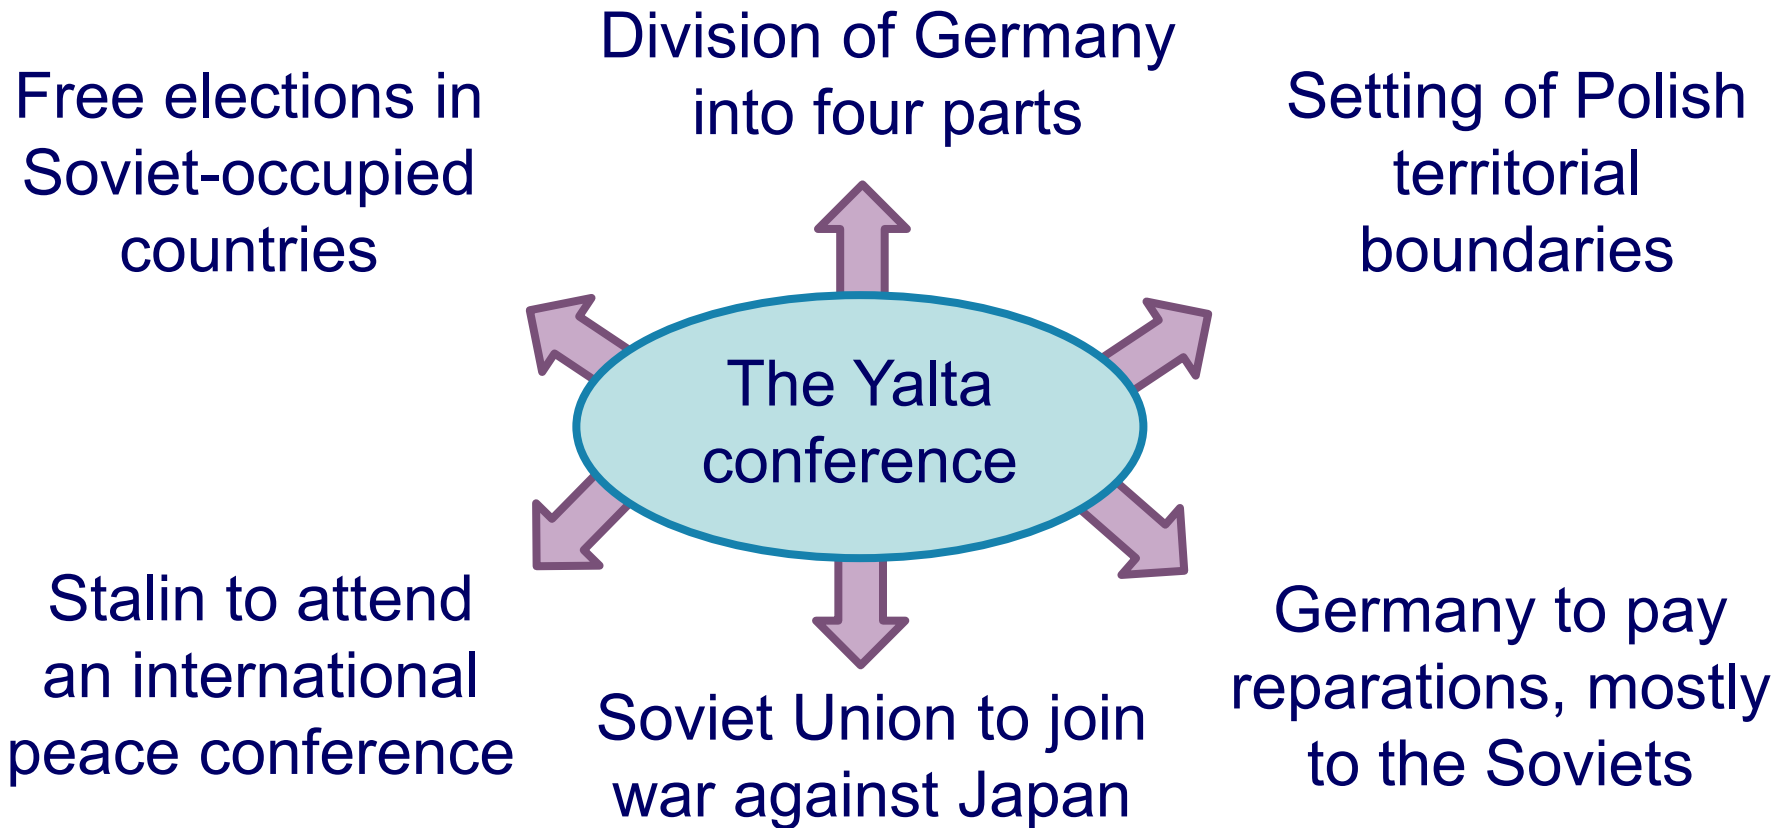 Division of Germany
into four parts
Free elections in
Soviet-occupied
countries
Setting of Polish
territorial
boundaries
The Yalta
conference
Stalin to attend
an international
peace conference
Soviet Union to join
war against Japan
Germany to pay
reparations, mostly
to the Soviets